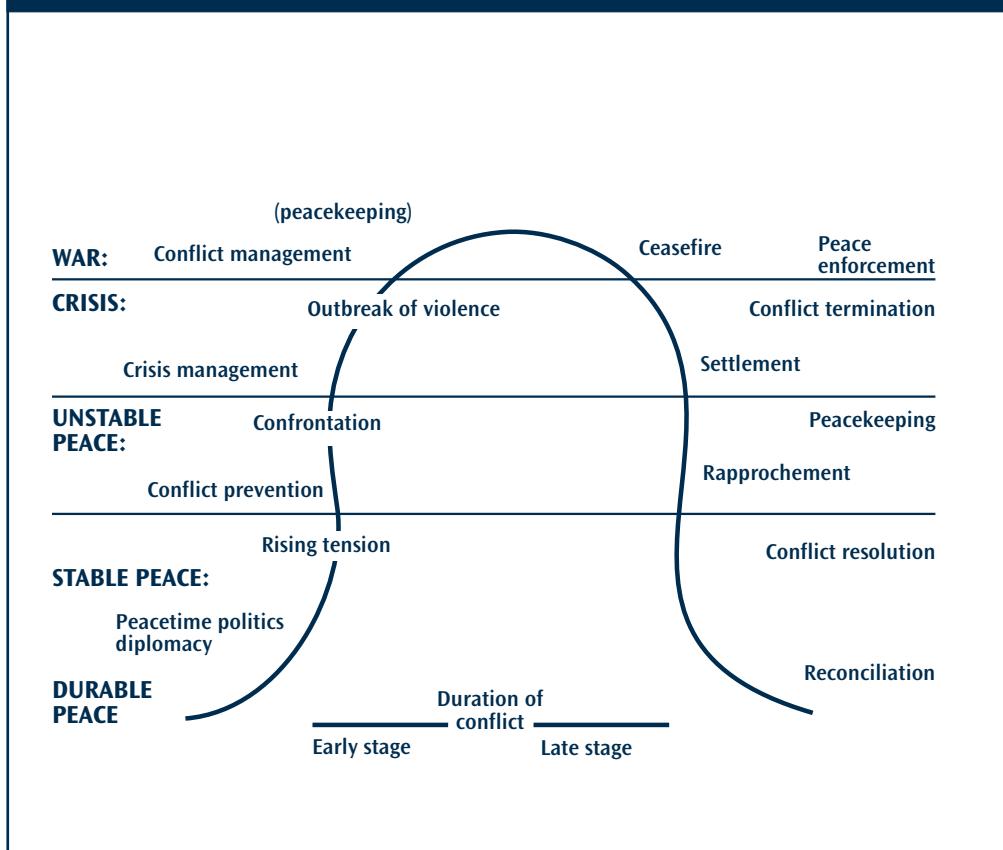 (peacekeeping)
WAR:
Conflict management
Ceasefire
Peace
enforcement
CRISIS:
Outbreak of violence
Conflict termination
Crisis management
Settlement
UNSTABLE
PEACE:
Confrontation
Peacekeeping
Conflict prevention
Rapprochement
Rising tension
Conflict resolution
STABLE PEACE:
Peacetime politics
diplomacy
Reconciliation
DURABLE
PEACE
Duration of
conflict
Early stage
Late stage